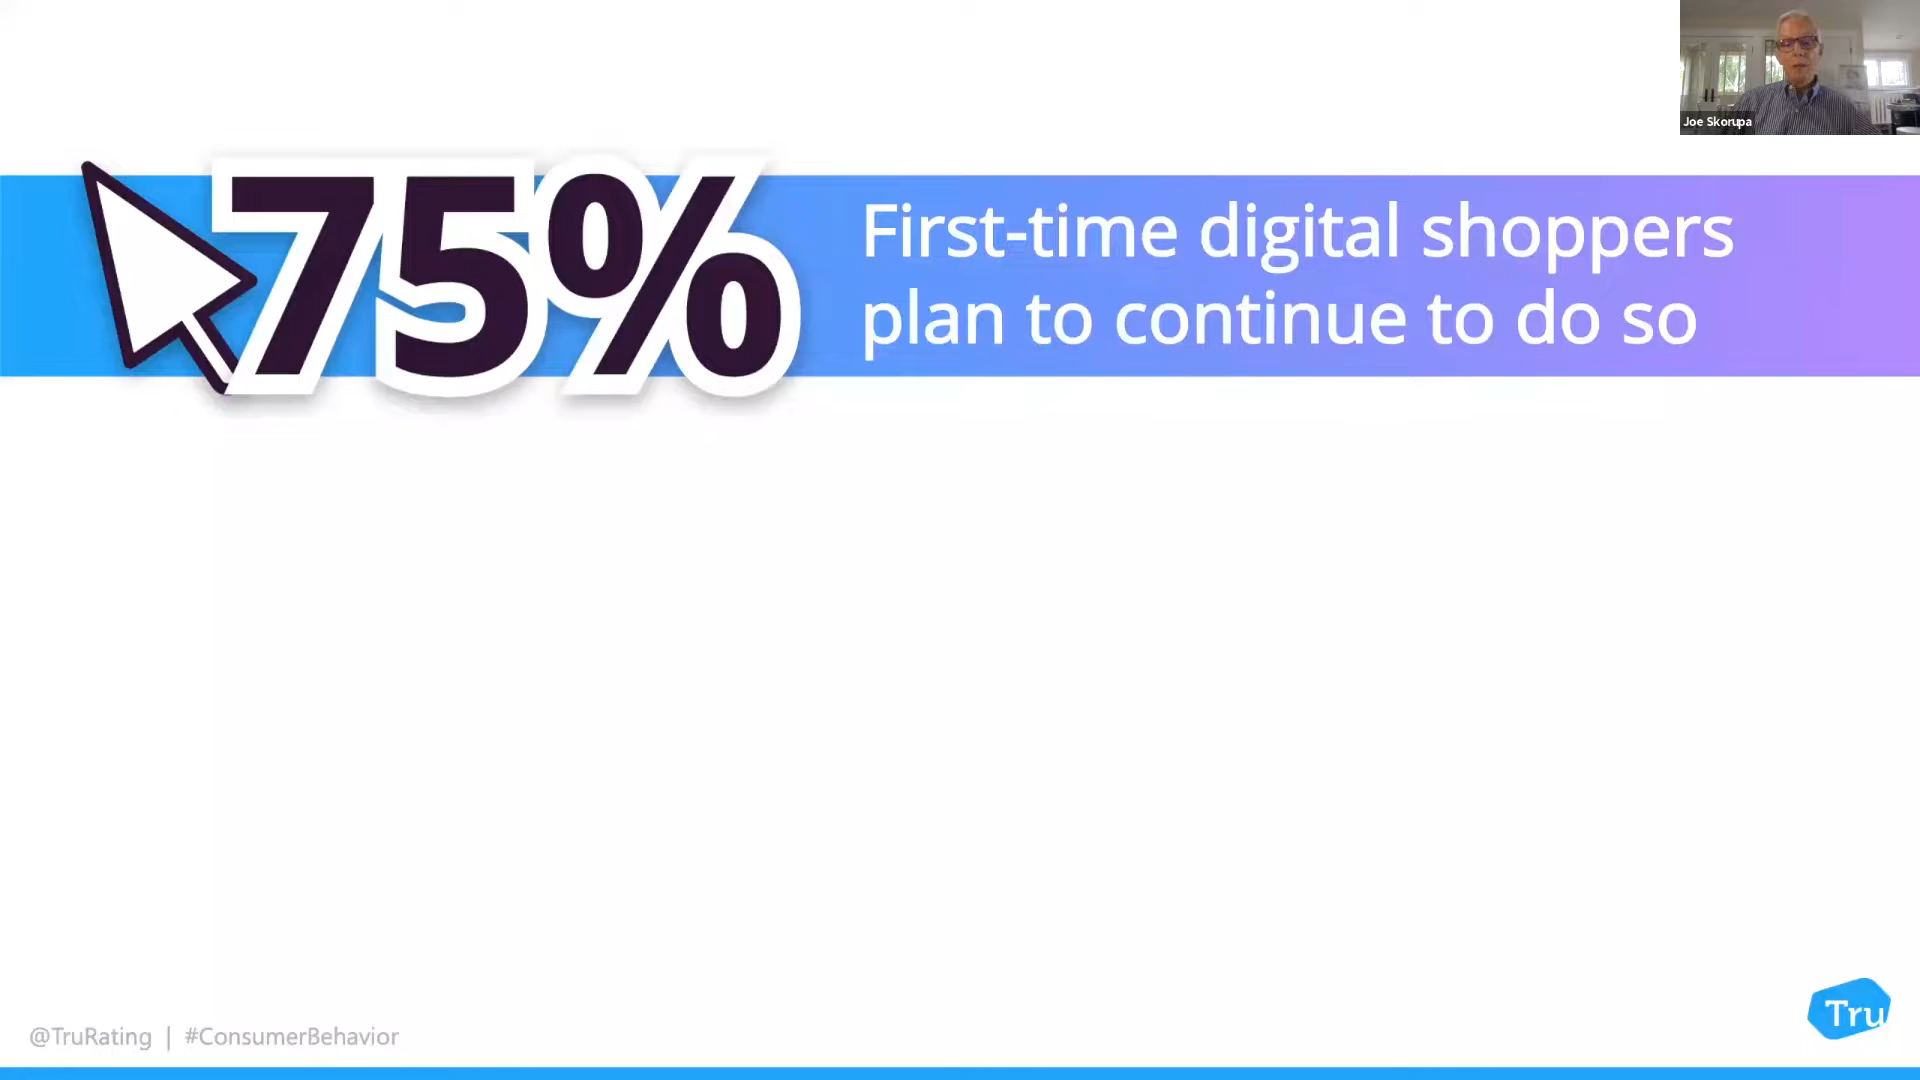 Joe Skorupa
75%
First-time digital shoppers
plan to continue to do so
@TruRating | #ConsumerBehavior
Tru